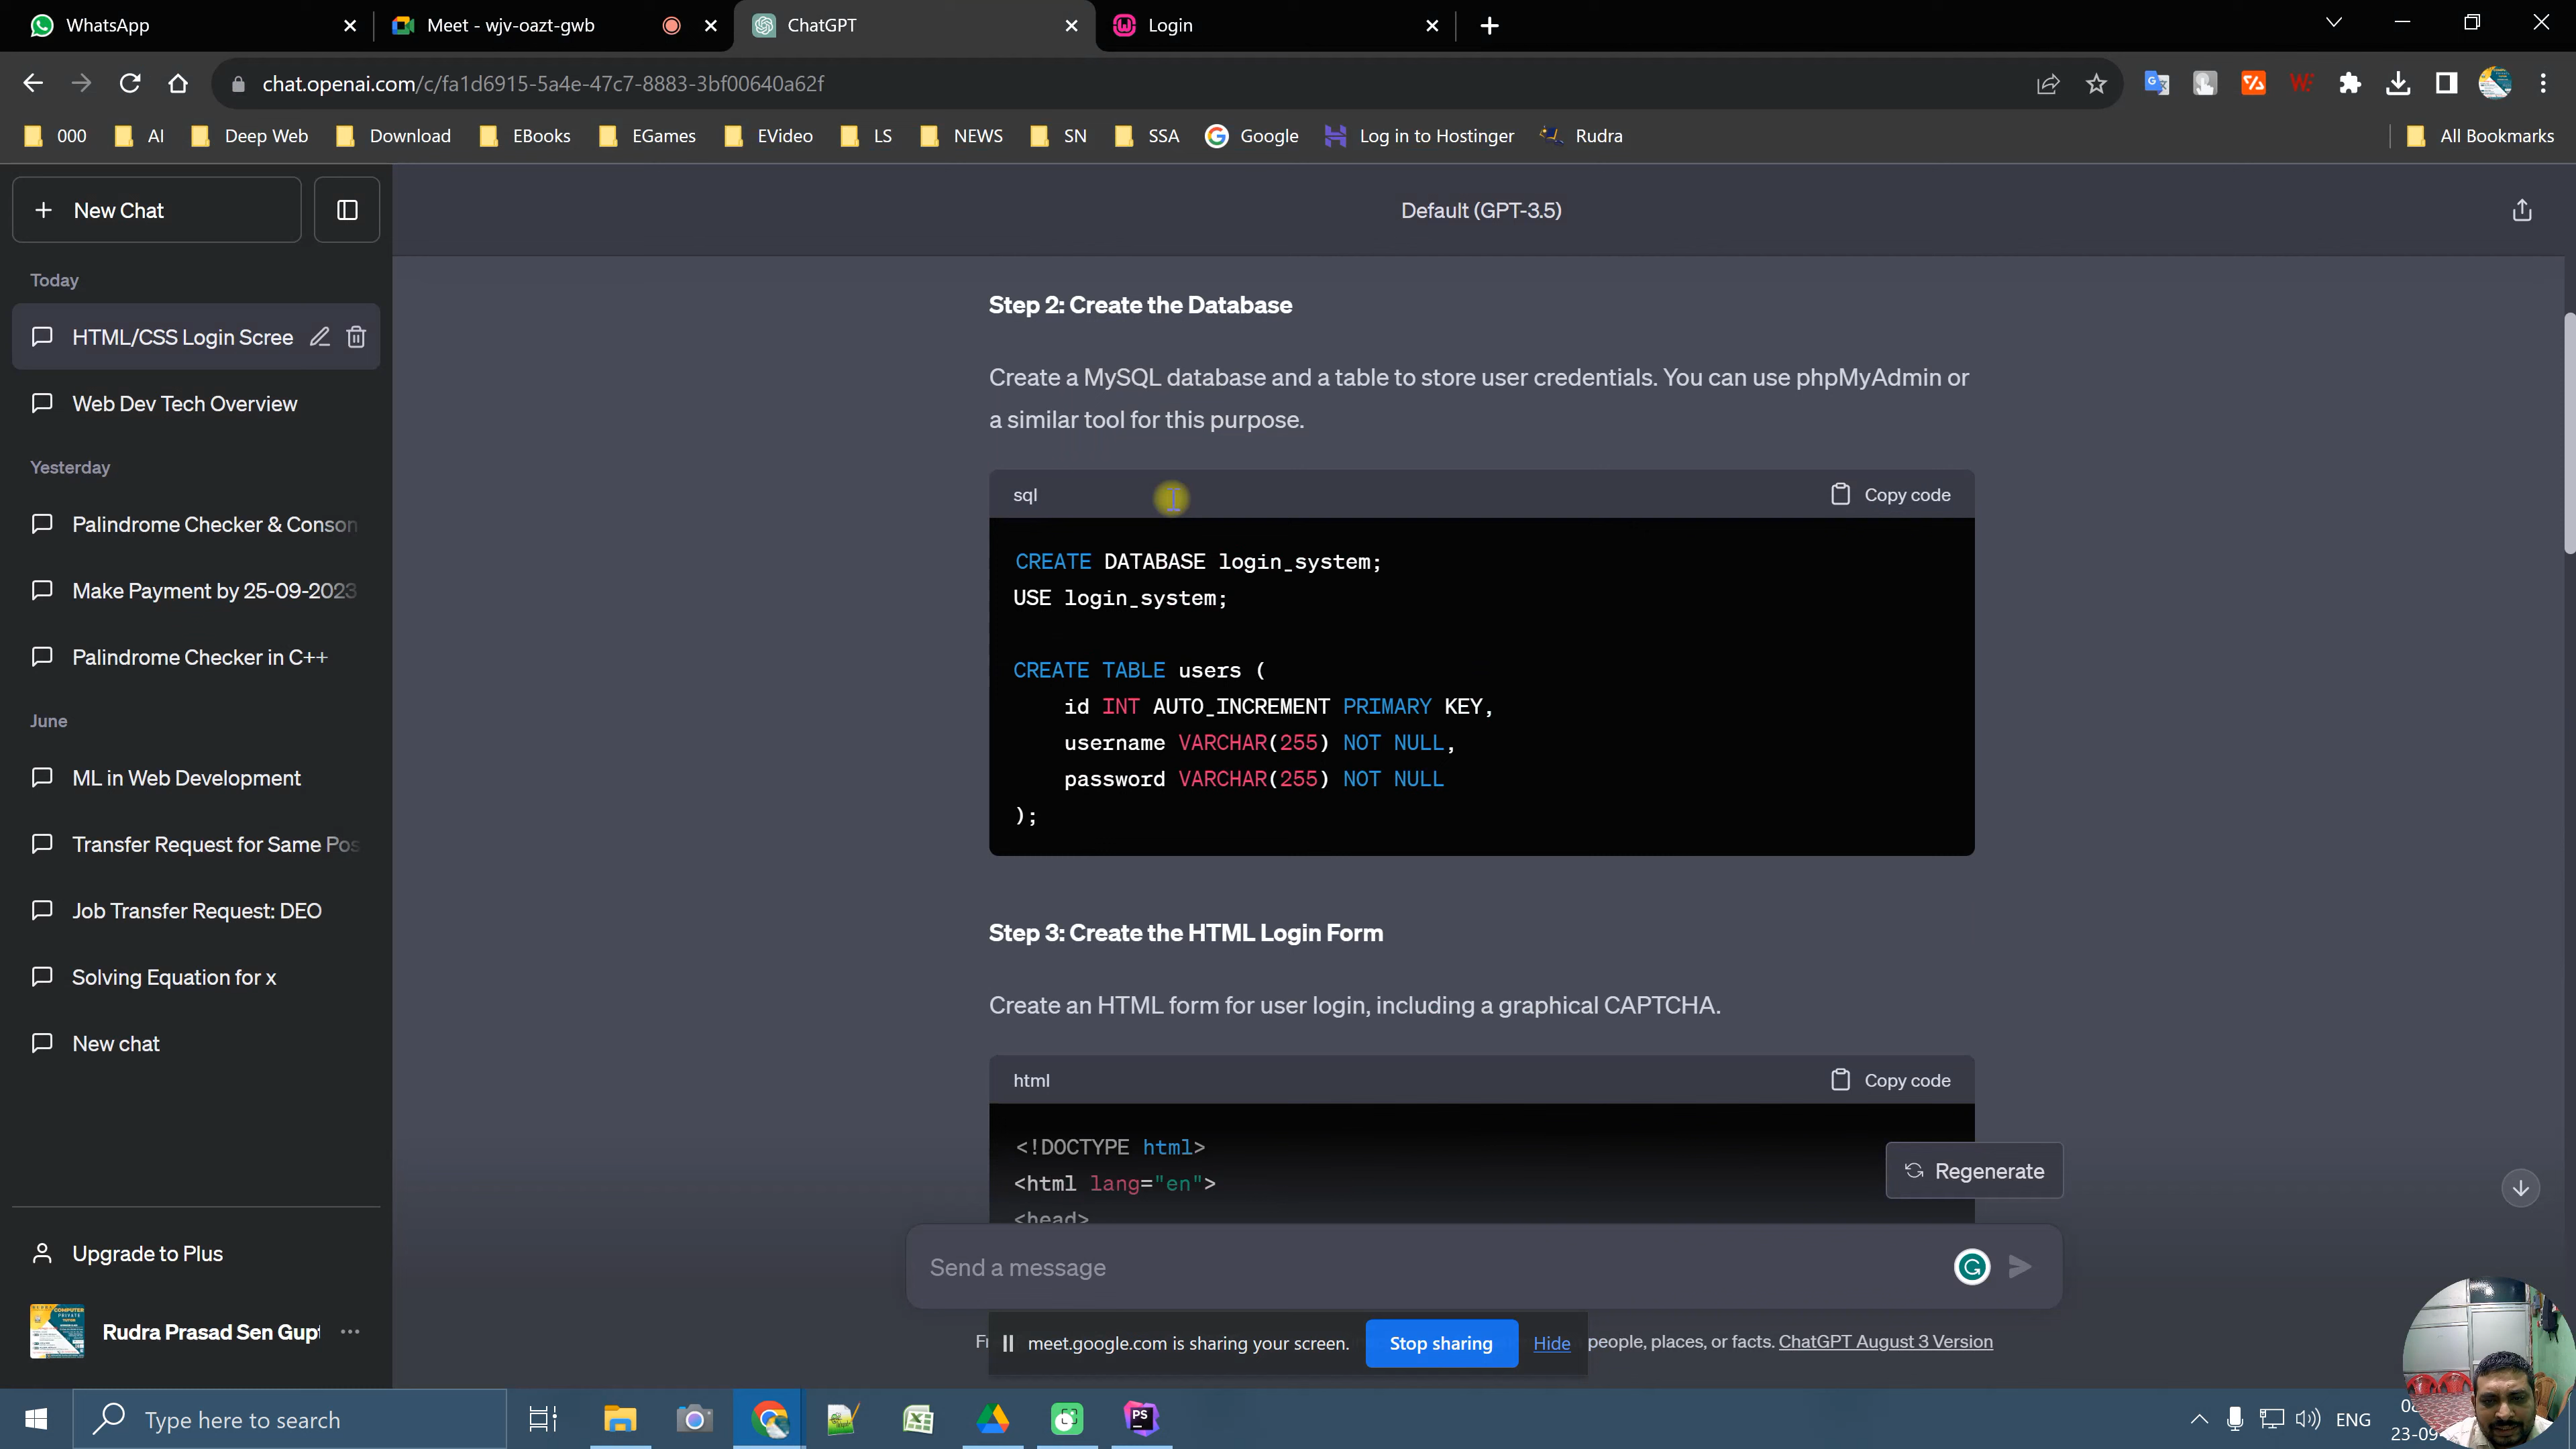 WhatsApp
Meet - wjv-oazt-gwb
ChatGPT
Login
chat.openai.com/c/fa1d6915-5a4e-47c7-8883-3bf00640a62f
000
AI
Deep Web
Download
EBooks
EGames
EVideo
LS
NEWS
SN
SSA
Google
Log in to Hostinger
Rudra
All Bookmarks
New Chat
Default (GPT-3.5)
Today
HTML/CSS Login Scree
Web Dev Tech Overview
Yesterday
Palindrome Checker & Conson
Make Payment by 25-09-2023
Palindrome Checker in C++
June
ML in Web Development
Transfer Request for Same Pos
Job Transfer Request: DEO
Solving Equation for x
New chat
Upgrade to Plus
Rudra Prasad Sen Gupt
Step 2: Create the Database
Create a MySQL database and a table to store user credentials. You can use phpMyAdmin or
a similar tool for this purpose.
sql
Copy code
CREATE DATABASE login_system;
USE login_system;
CREATE TABLE users (
id INT AUTO_INCREMENT PRIMARY KEY,
username VARCHAR(255) NOT NULL,
password VARCHAR(255) NOT NULL
);
Step 3: Create the HTML Login Form
Create an HTML form for user login, including a graphical CAPTCHA.
html
Copy code
<!DOCTYPE html>
<html lang="en">
<head>
Regenerate
Send a message
meet.google.com is sharing your screen.
Stop sharing
Hide
people, places, or facts. ChatGPT August 3 Version
Type here to search
PS
ENG